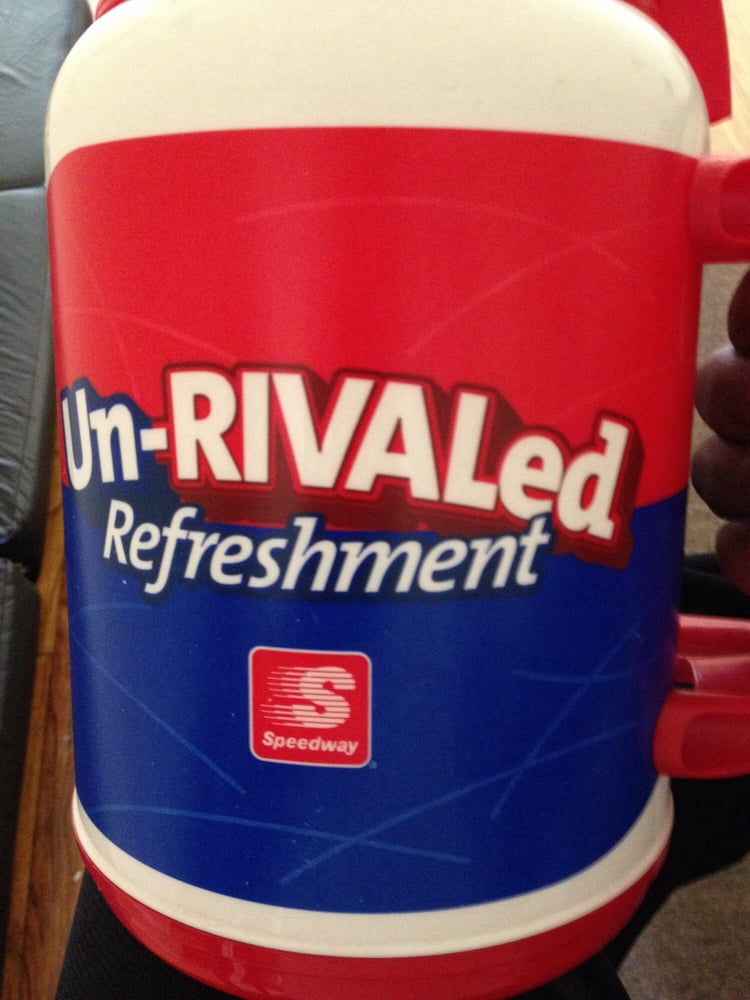 Un-RIVALed
Refreshment
S
Speedway